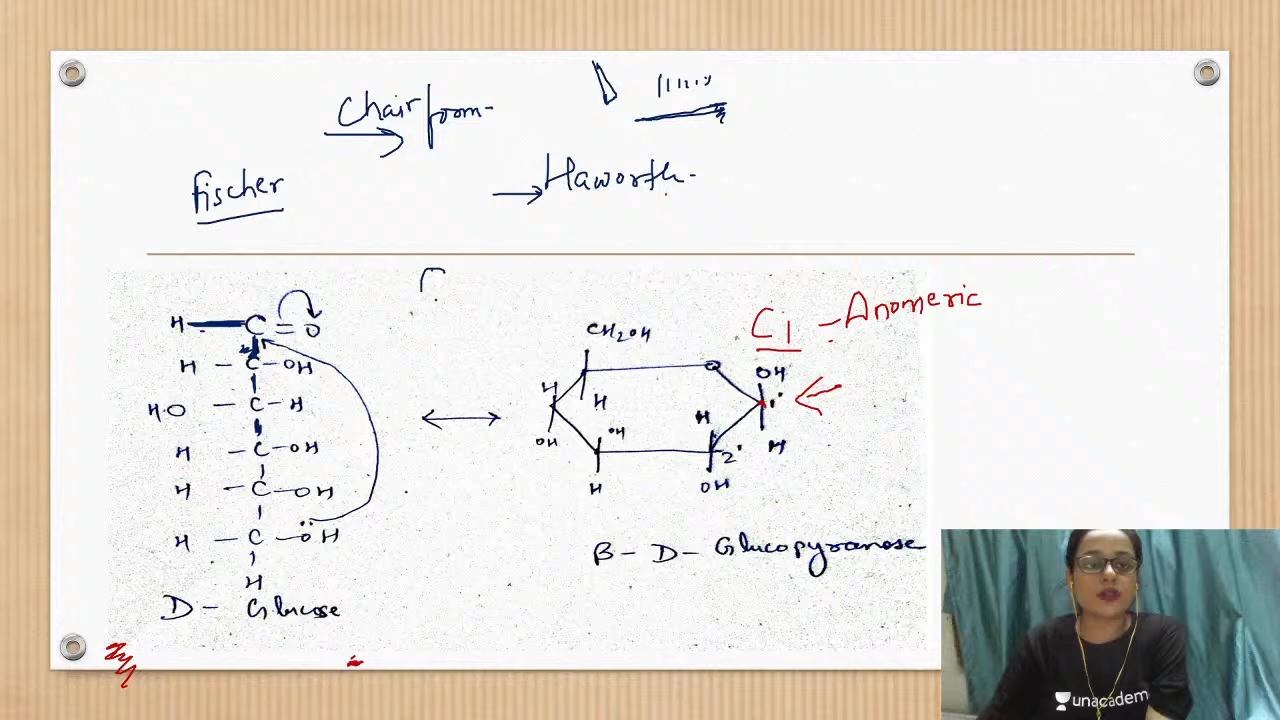 Chair form-
Fischer
→ Haworth-
C1 - Anomeric
H - C = O
H - C - OH
HO - C - H
H - C - OH
H - C - OH
H - C - ÖH
H
D - Glucose
CH2OH
O
OH
1
H
H
OH
OH
H
H
2
OH
H
B - D - Glucopyranose
unacadem